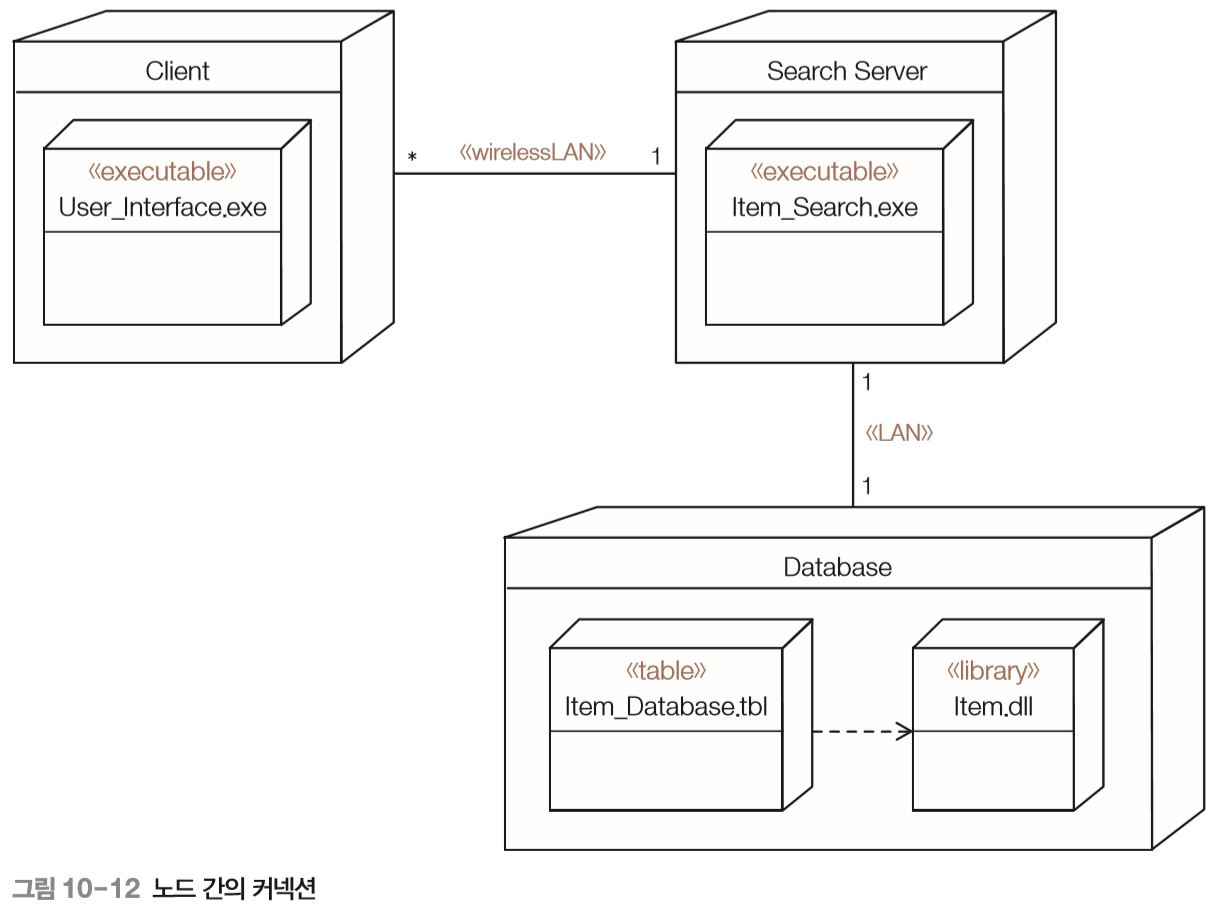 Client
«executable»
User_Interface.exe
* «wirelessLAN» 1
Search Server
«executable»
Item_Search.exe
1
«LAN»
1
Database
«table»
Item_Database.tbl
«library»
Item.dll
그림 10-12 노드 간의 커넥션